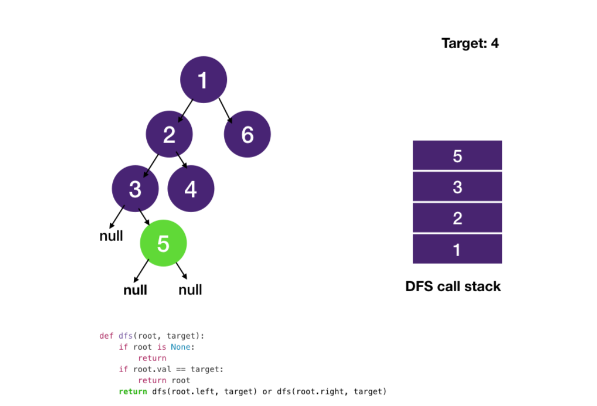 Target: 4
1
2
6
3
4
null
5
null
null
5
3
2
1
DFS call stack
def dfs(root, target):
    if root is None:
        return
    if root.val == target:
        return root
    return dfs(root.left, target) or dfs(root.right, target)